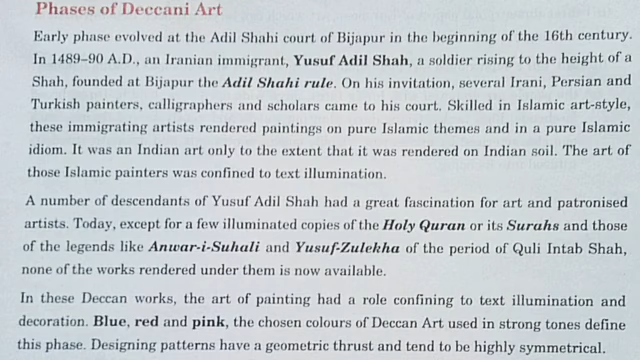 Phases of Deccani Art
Early phase evolved at the Adil Shahi court of Bijapur in the beginning of the 16th century.
In 1489–90 A.D., an Iranian immigrant, Yusuf Adil Shah, a soldier rising to the height of a
Shah, founded at Bijapur the Adil Shahi rule. On his invitation, several Irani, Persian and
Turkish painters, calligraphers and scholars came to his court. Skilled in Islamic art-style,
these immigrating artists rendered paintings on pure Islamic themes and in a pure Islamic
idiom. It was an Indian art only to the extent that it was rendered on Indian soil. The art of
those Islamic painters was confined to text illumination.
A number of descendants of Yusuf Adil Shah had a great fascination for art and patronised
artists. Today, except for a few illuminated copies of the Holy Quran or its Surahs and those
of the legends like Anwar-i-Suhali and Yusuf-Zulekha of the period of Quli Intab Shah,
none of the works rendered under them is now available.
In these Deccan works, the art of painting had a role confining to text illumination and
decoration. Blue, red and pink, the chosen colours of Deccan Art used in strong tones define
this phase. Designing patterns have a geometric thrust and tend to be highly symmetrical.